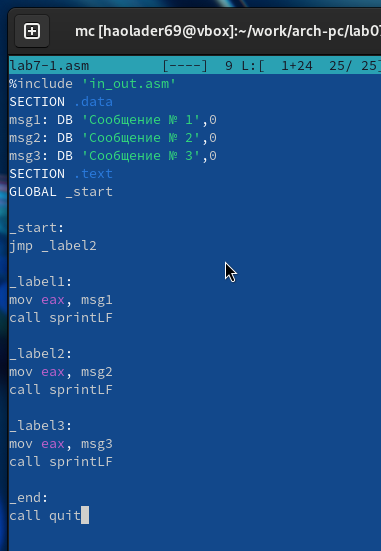 mc [haolader69@vbox]:~/work/arch-pc/lab07
lab7-1.asm [----] 9 L:[ 1+24 25/ 25]
%include 'in_out.asm'
SECTION .data
msg1: DB 'Сообщение № 1',0
msg2: DB 'Сообщение № 2',0
msg3: DB 'Сообщение № 3',0
SECTION .text
GLOBAL _start
_start:
jmp _label2
_label1:
mov eax, msg1
call sprintLF
_label2:
mov eax, msg2
call sprintLF
_label3:
mov eax, msg3
call sprintLF
_end:
call quit